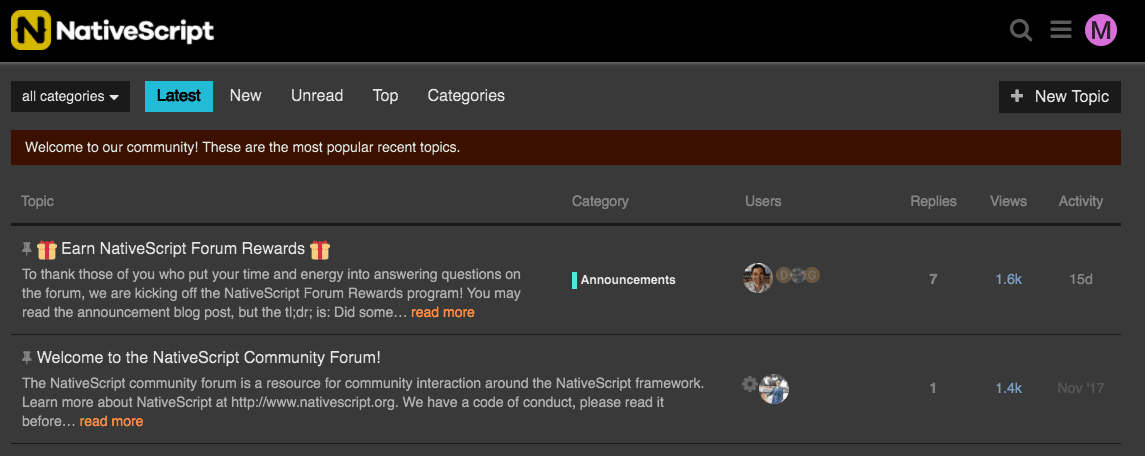 N NativeScript
M
all categories
Latest New Unread Top Categories
+ New Topic
Welcome to our community! These are the most popular recent topics.
Topic Category Users Replies Views Activity
Earn NativeScript Forum Rewards
To thank those of you who put your time and energy into answering questions on
the forum, we are kicking off the NativeScript Forum Rewards program! You may
read the announcement blog post, but the tl;dr; is: Did some… read more
Announcements
D G
7 1.6k 15d
Welcome to the NativeScript Community Forum!
The NativeScript community forum is a resource for community interaction around the NativeScript framework.
Learn more about NativeScript at http://www.nativescript.org. We have a code of conduct, please read it
before… read more
1 1.4k Nov '17